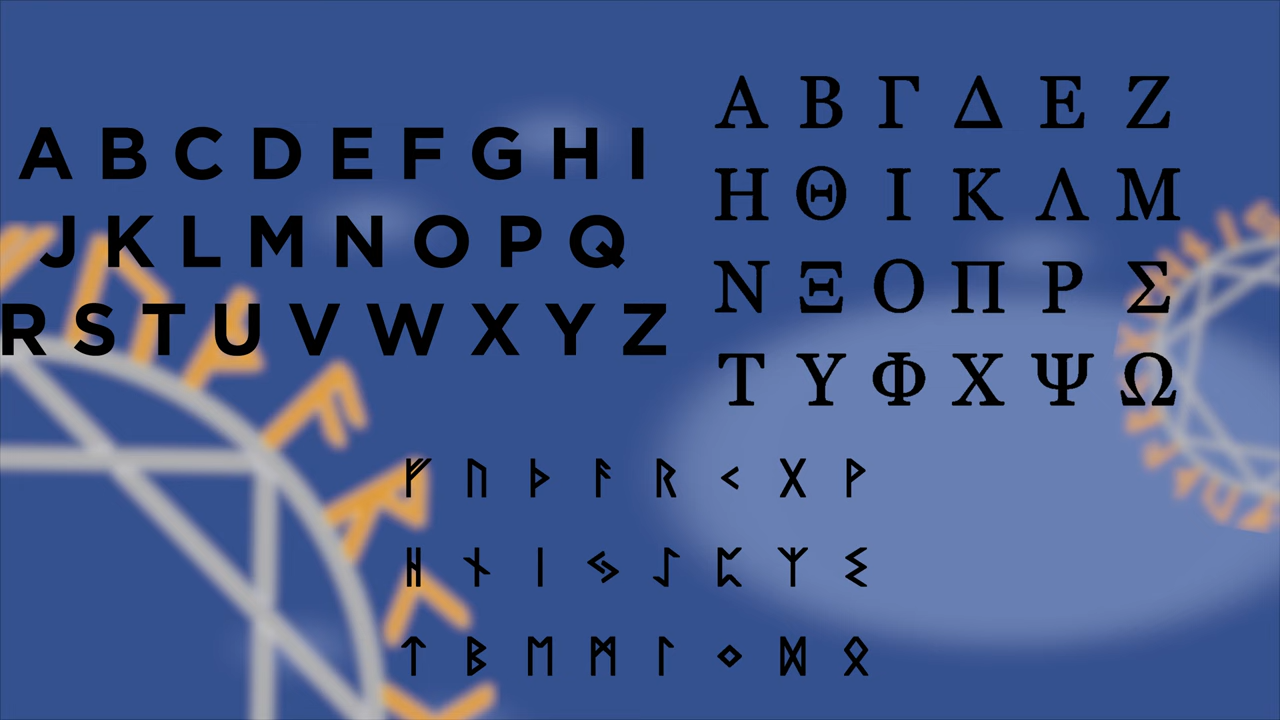 A B C D E F G H I
J K L M N O P Q
R S T U V W X Y Z
Α Β Γ Δ Ε Ζ
Η Θ Ι Κ Λ Μ
Ν Ξ Ο Π Ρ Σ
Τ Υ Φ Χ Ψ Ω
ᚠ ᚢ ᚦ ᚨ ᚱ ᚲ ᚷ ᚹ
ᚺ ᚾ ᛁ ᛃ ᛇ ᛈ ᛉ ᛊ
ᛏ ᛒ ᛖ ᛗ ᛚ ᛜ ᛞ ᛟ